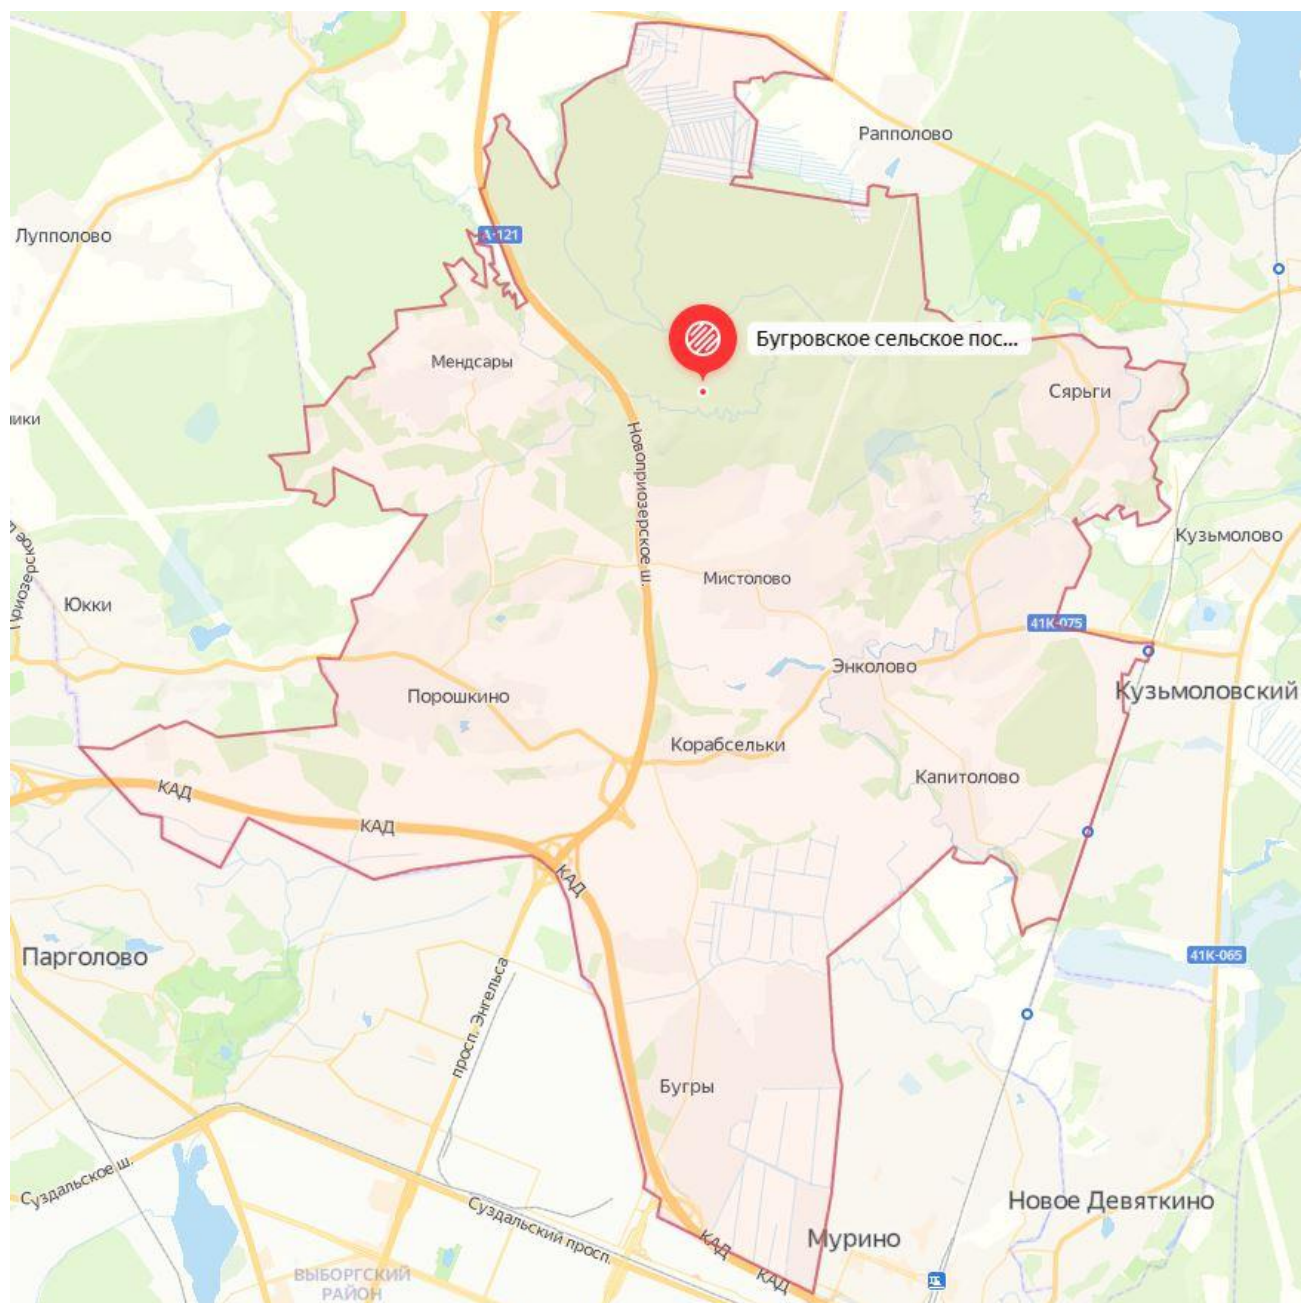 Рапполово
Лупполово
А-121
Бугровское сельское пос...
Мендсары
Сярьги
ики
Новоприозерское ш.
Кузьмолово
Приозерское
Мистолово
Юкки
41К-075
Энколово
Порошкино
Кузьмоловский
Корабсельки
Капитолово
КАД
КАД
КАД
Парголово
41К-065
просп. Энгельса
Бугры
Суздальское ш.
Суздальский просп.
Новое Девяткино
Мурино
КАД
КАД
ВЫБОРГСКИЙ
РАЙОН